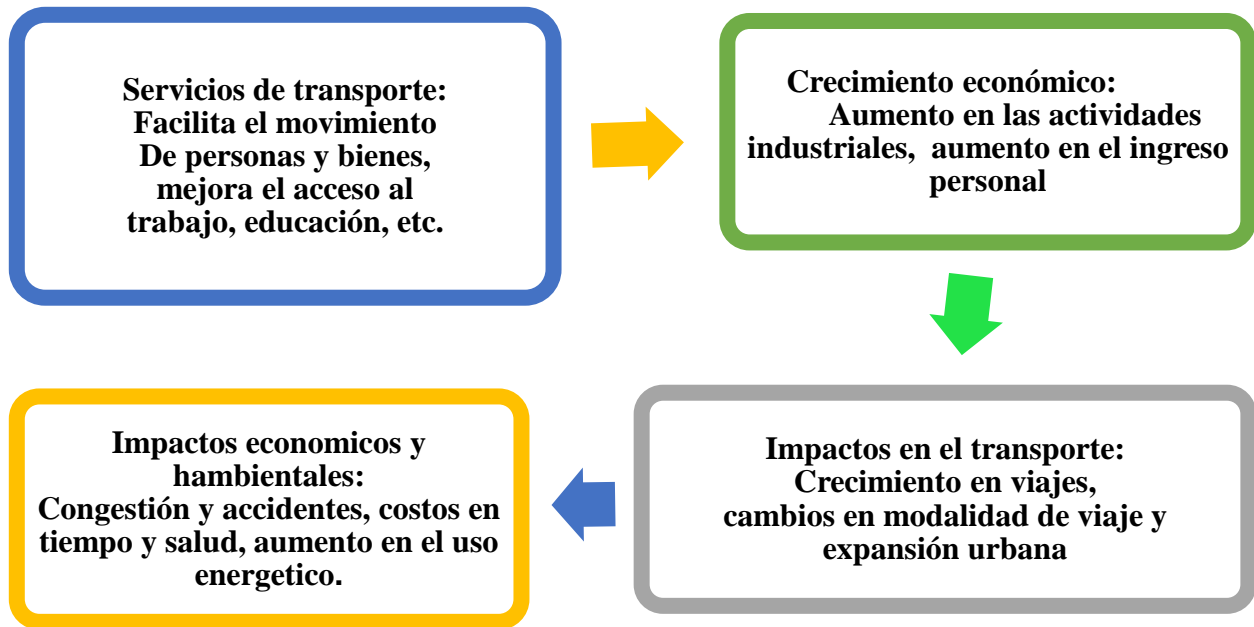 Servicios de transporte:
Facilita el movimiento
De personas y bienes,
mejora el acceso al
trabajo, educación, etc.
Crecimiento económico:
Aumento en las actividades
industriales, aumento en el ingreso
personal
Impactos en el transporte:
Crecimiento en viajes,
cambios en modalidad de viaje y
expansión urbana
Impactos economicos y
hambientales:
Congestión y accidentes, costos en
tiempo y salud, aumento en el uso
energetico.